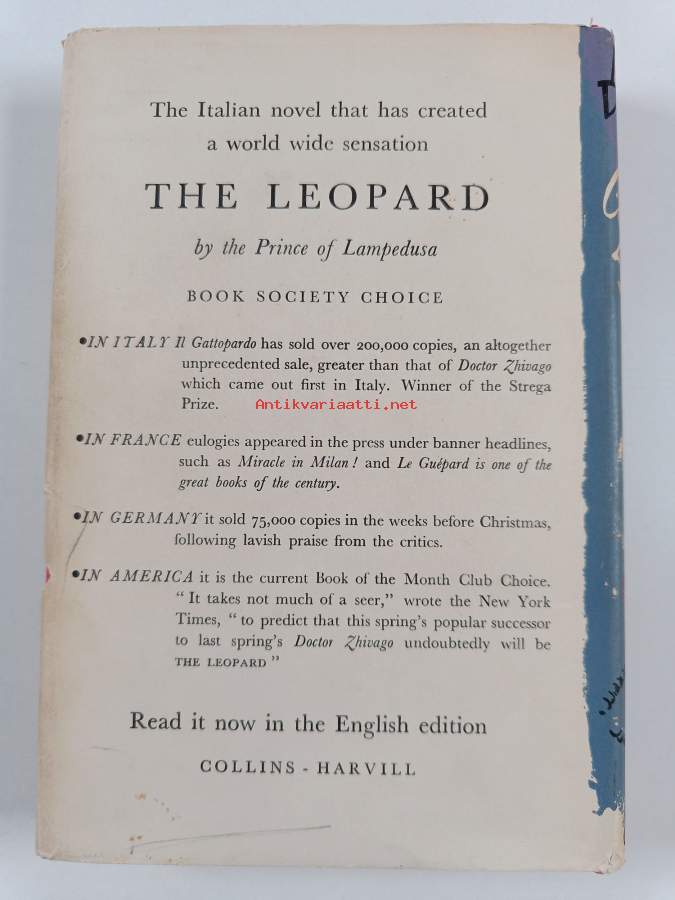 The Italian novel that has created
a world wide sensation
THE LEOPARD
by the Prince of Lampedusa
BOOK SOCIETY CHOICE
•IN ITALY Il Gattopardo has sold over 200,000 copies, an altogether
unprecedented sale, greater than that of Doctor Zhivago
which came out first in Italy. Winner of the Strega
Prize.
Antikvariaatti.net
•IN FRANCE eulogies appeared in the press under banner headlines,
such as Miracle in Milan! and Le Guépard is one of the
great books of the century.
•IN GERMANY it sold 75,000 copies in the weeks before Christmas,
following lavish praise from the critics.
•IN AMERICA it is the current Book of the Month Club Choice.
“It takes not much of a seer,” wrote the New York
Times, “to predict that this spring's popular successor
to last spring's Doctor Zhivago undoubtedly will be
THE LEOPARD”
Read it now in the English edition
COLLINS - HARVILL